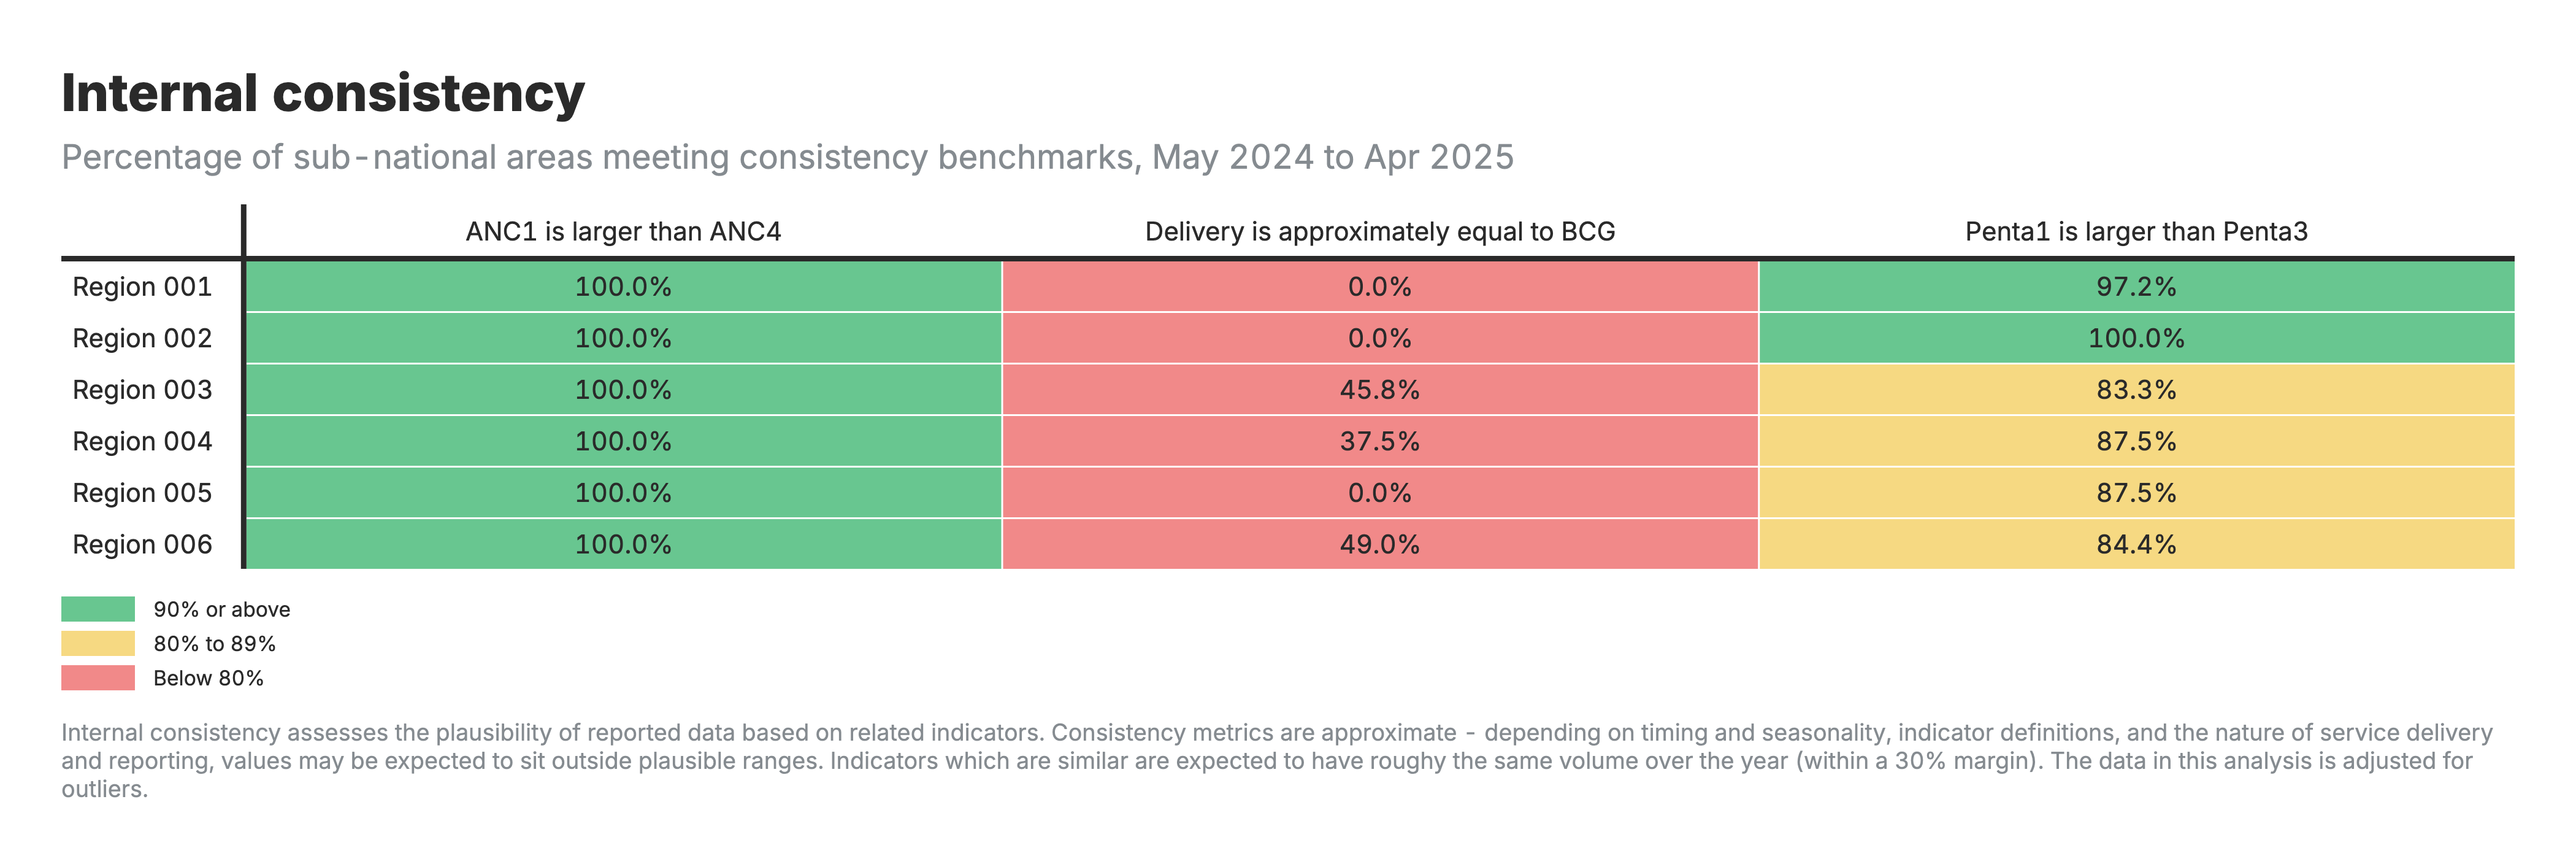 Internal consistency
Percentage of sub-national areas meeting consistency benchmarks, May 2024 to Apr 2025
ANC1 is larger than ANC4 Delivery is approximately equal to BCG Penta1 is larger than Penta3
Region 001 100.0% 0.0% 97.2%
Region 002 100.0% 0.0% 100.0%
Region 003 100.0% 45.8% 83.3%
Region 004 100.0% 37.5% 87.5%
Region 005 100.0% 0.0% 87.5%
Region 006 100.0% 49.0% 84.4%
90% or above
80% to 89%
Below 80%
Internal consistency assesses the plausibility of reported data based on related indicators. Consistency metrics are approximate - depending on timing and seasonality, indicator definitions, and the nature of service delivery
and reporting, values may be expected to sit outside plausible ranges. Indicators which are similar are expected to have roughy the same volume over the year (within a 30% margin). The data in this analysis is adjusted for
outliers.